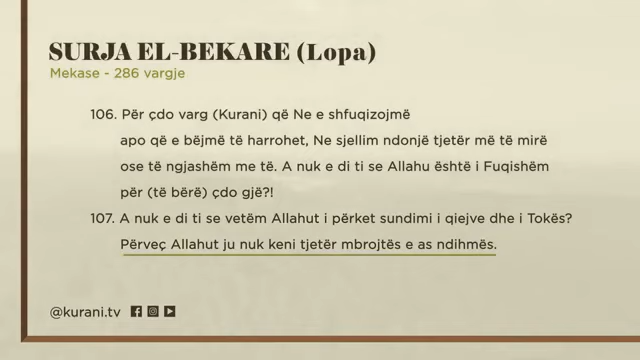 SURJA EL-BEKARE (Lopa)
Mekase - 286 vargje
106. Për çdo varg (Kurani) që Ne e shfuqizojmë
apo që e bëjmë të harrohet, Ne sjellim ndonjë tjetër më të mirë
ose të ngjashëm me të. A nuk e di ti se Allahu është i Fuqishëm
për (të bërë) çdo gjë?!
107. A nuk e di ti se vetëm Allahut i përket sundimi i qiejve dhe i Tokës?
Përveç Allahut ju nuk keni tjetër mbrojtës e as ndihmës.
@kurani.tv